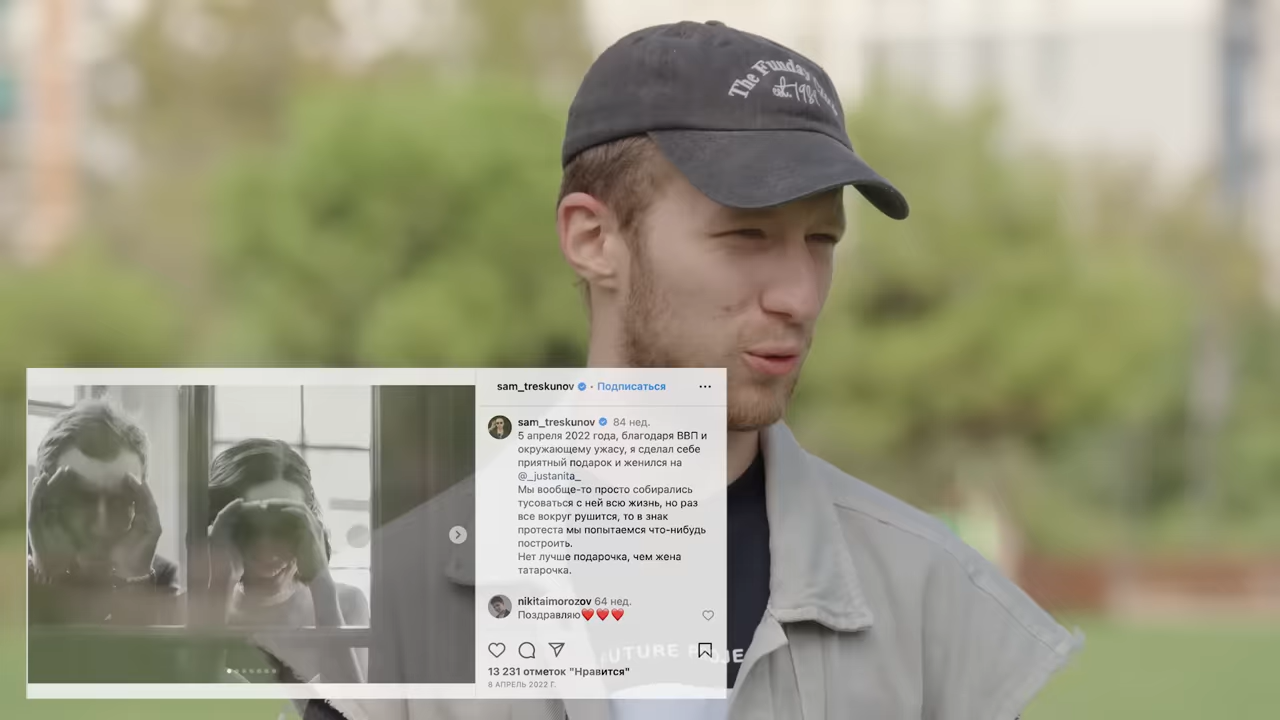 The Funday
est. 198
sam_treskunov · Подписаться
sam_treskunov 84 нед.
5 апреля 2022 года, благодаря ВВП и
окружающему ужасу, я сделал себе
приятный подарок и женился на
@_justanita_
Мы вообще-то просто собирались
тусоваться с ней всю жизнь, но раз
все вокруг рушится, то в знак
протеста мы попытаемся что-нибудь
построить.
Нет лучше подарочка, чем жена
татарочка.
nikitaimorozov 64 нед.
Поздравляю❤️❤️❤️
UTURE
13 231 отметок "Нравится"
8 АПРЕЛЬ 2022 Г.